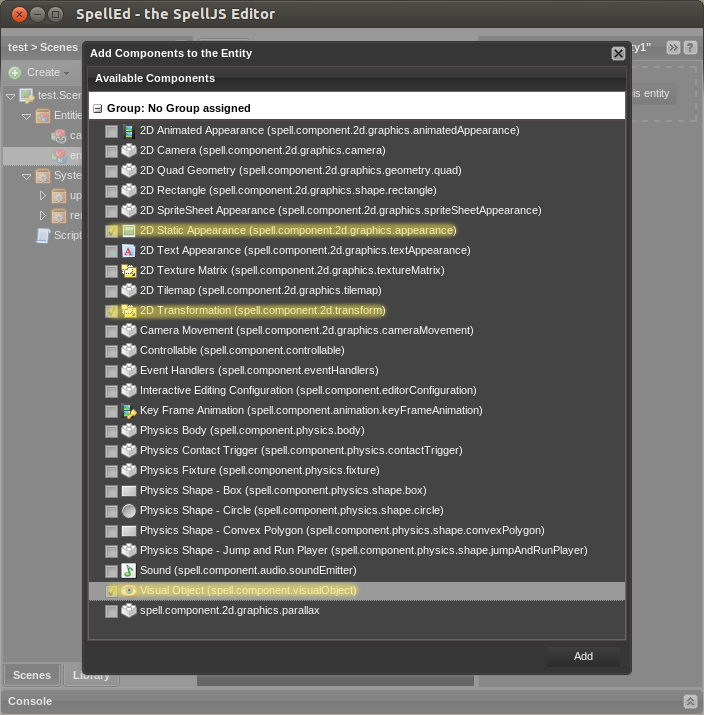 SpellEd - the SpellJS Editor
test > Scenes
Add Components to the Entity
Create
Available Components
test.Scen
Group: No Group assigned
Entitie
2D Animated Appearance (spell.component.2d.graphics.animatedAppearance)
ca
2D Camera (spell.component.2d.graphics.camera)
2D Quad Geometry (spell.component.2d.graphics.geometry.quad)
Syste
2D Rectangle (spell.component.2d.graphics.shape.rectangle)
up
2D SpriteSheet Appearance (spell.component.2d.graphics.spriteSheetAppearance)
re
2D Static Appearance (spell.component.2d.graphics.appearance)
Script
2D Text Appearance (spell.component.2d.graphics.textAppearance)
2D Texture Matrix (spell.component.2d.graphics.textureMatrix)
2D Tilemap (spell.component.2d.graphics.tilemap)
2D Transformation (spell.component.2d.transform)
Camera Movement (spell.component.2d.graphics.cameraMovement)
Controllable (spell.component.controllable)
Event Handlers (spell.component.eventHandlers)
Interactive Editing Configuration (spell.component.editorConfiguration)
Key Frame Animation (spell.component.animation.keyFrameAnimation)
Physics Body (spell.component.physics.body)
Physics Contact Trigger (spell.component.physics.contactTrigger)
Physics Fixture (spell.component.physics.fixture)
Physics Shape - Box (spell.component.physics.shape.box)
Physics Shape - Circle (spell.component.physics.shape.circle)
Physics Shape - Convex Polygon (spell.component.physics.shape.convexPolygon)
Physics Shape - Jump and Run Player (spell.component.physics.shape.jumpAndRunPlayer)
Sound (spell.component.audio.soundEmitter)
Visual Object (spell.component.visualObject)
spell.component.2d.graphics.parallax
Add
Scenes
Library
Console
ty1"
is entity